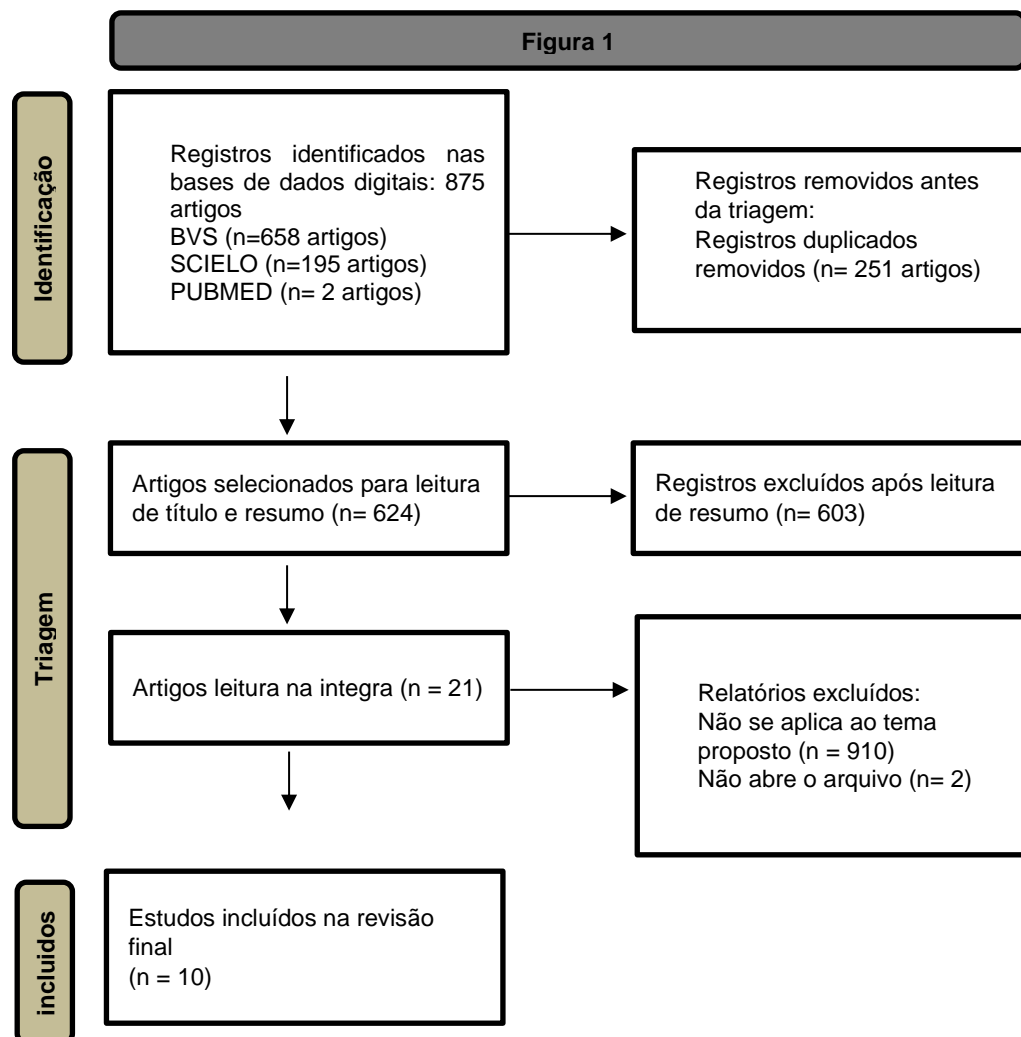 Figura 1
Identificação
Registros identificados nas
bases de dados digitais: 875
artigos
BVS (n=658 artigos)
SCIELO (n=195 artigos)
PUBMED (n= 2 artigos)
Registros removidos antes
da triagem:
Registros duplicados
removidos (n= 251 artigos)
Triagem
Artigos selecionados para leitura
de título e resumo (n= 624)
Registros excluídos após leitura
de resumo (n= 603)
Artigos leitura na integra (n = 21)
Relatórios excluídos:
Não se aplica ao tema
proposto (n = 910)
Não abre o arquivo (n= 2)
incluidos
Estudos incluídos na revisão
final
(n = 10)